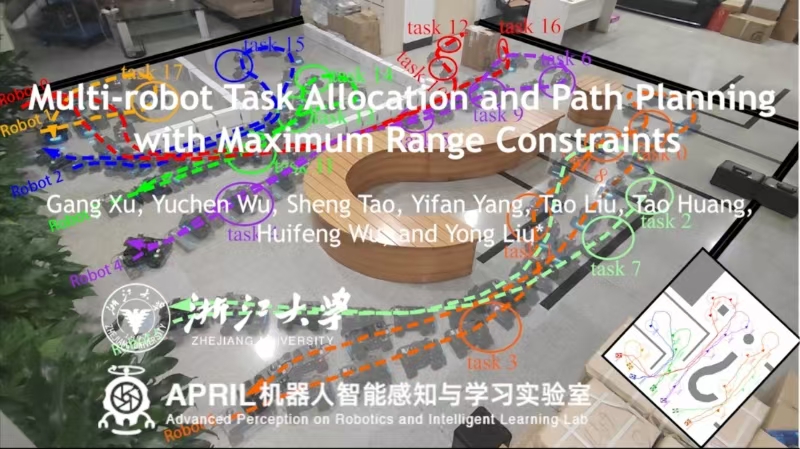 task 12
task 16
task 15
task 6
task 17
Multi-robot Task Allocation and Path Planning
with Maximum Range Constraints
task 9
task 0
Robot 2
Gang Xu, Yuchen Wu, Sheng Tao, Yifan Yang, Tao Liu, Tao Huang,
Huifeng Wu, and Yong Liu*
task 2
task 7
Robot 4
浙江大学
ZHEJIANG UNIVERSITY
task 3
APRIL机器人智能感知与学习实验室
Advanced Perception on Robotics and Intelligent Learning Lab